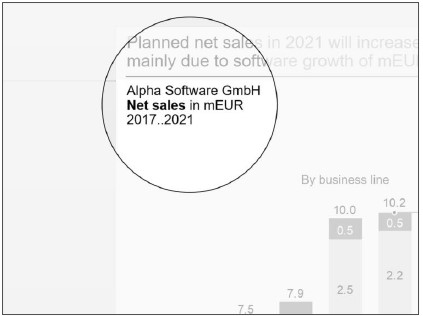 Planned net sales in 2021 will increase
mainly due to software growth of mEUR
Alpha Software GmbH
Net sales in mEUR
2017..2021
By business line
10.0
10.2
0.5
0.5
7.9
2.5
2.2
7.5